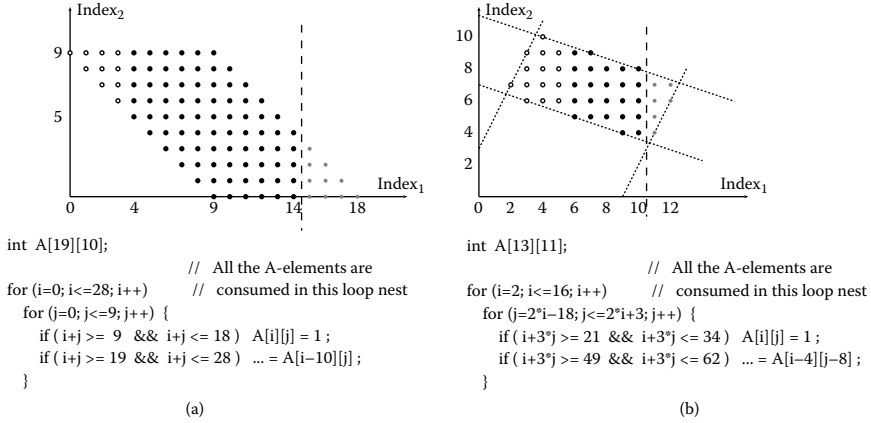 Index2
9
5
Index1
0 4 9 14 18
int A[19][10];
// All the A-elements are
for (i=0; i<=28; i++) // consumed in this loop nest
for (j=0; j<=9; j++) {
if ( i+j >= 9 && i+j <= 18 ) A[i][j] = 1 ;
if ( i+j >= 19 && i+j <= 28 ) ... = A[i−10][j] ;
}
(a)
Index2
10
8
6
4
2
Index1
0 2 4 6 8 10 12
int A[13][11];
// All the A-elements are
for (i=2; i<=16; i++) // consumed in this loop nest
for (j=2*i−18; j<=2*i+3; j++) {
if ( i+3*j >= 21 && i+3*j <= 34 ) A[i][j] = 1 ;
if ( i+3*j >= 49 && i+3*j <= 62 ) ... = A[i−4][j−8] ;
}
(b)